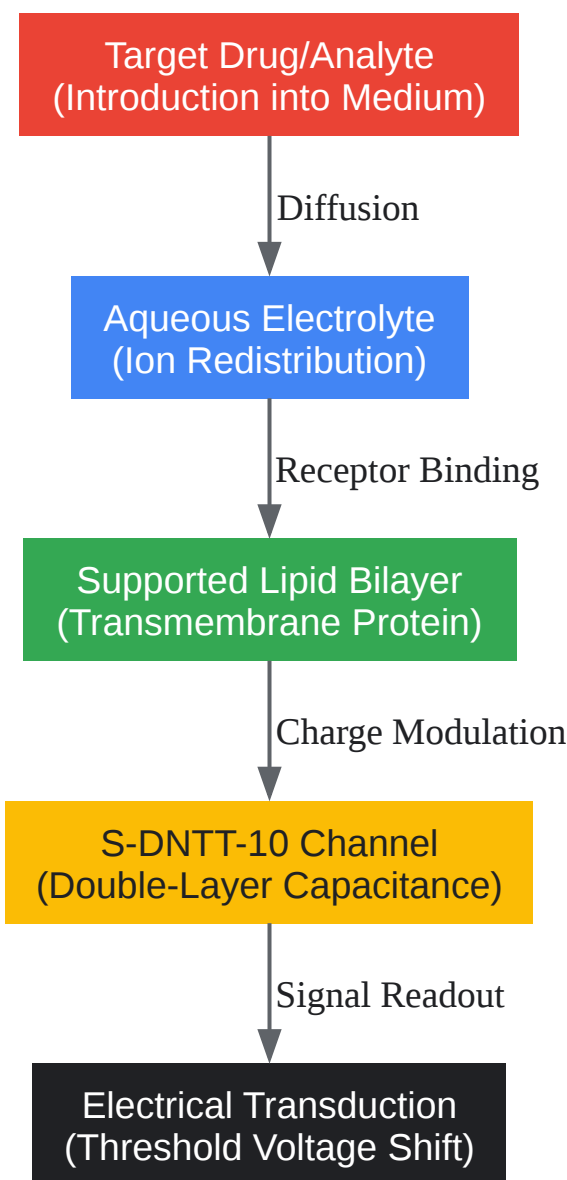 Target Drug/Analyte
(Introduction into Medium)
Diffusion
Aqueous Electrolyte
(Ion Redistribution)
Receptor Binding
Supported Lipid Bilayer
(Transmembrane Protein)
Charge Modulation
S-DNTT-10 Channel
(Double-Layer Capacitance)
Signal Readout
Electrical Transduction
(Threshold Voltage Shift)